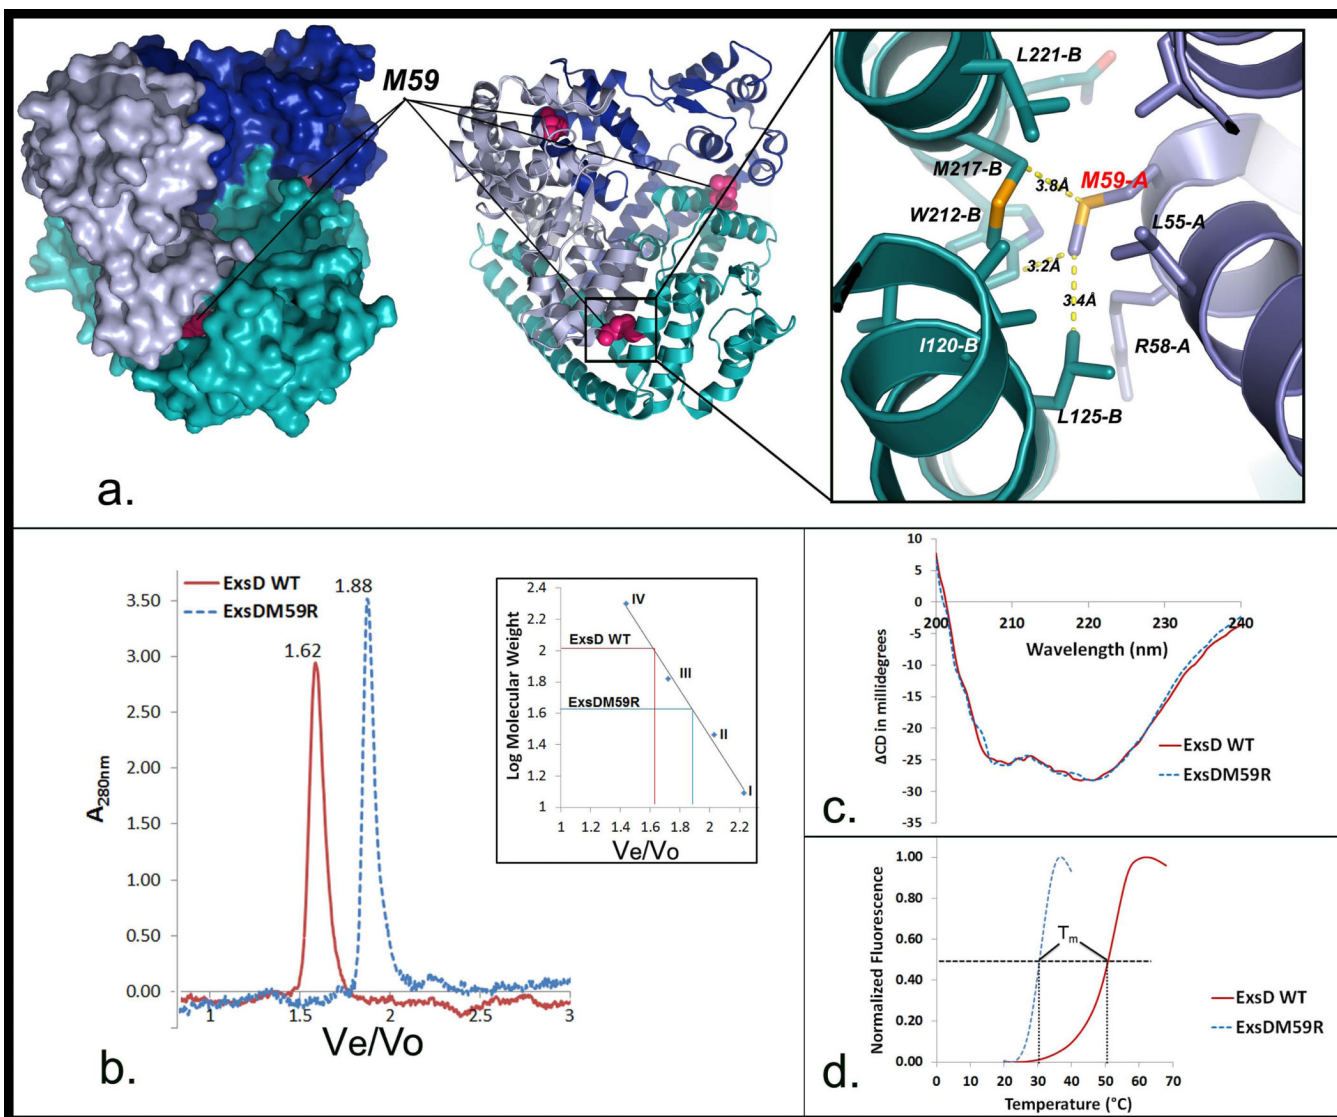 M59
L221-B
M217-B
M59-A
3.8Å
W212-B
L55-A
3.2Å
3.4Å
I120-B
R58-A
L125-B
a.
ExsD WT
ExsDM59R
1.88
1.62
3.50
3.00
2.50
2.00
1.50
1.00
0.50
0.00
A280nm
1
1.5
2
2.5
3
Ve/Vo
2.4
2.2
2
1.8
1.6
1.4
1.2
1
Log Molecular Weight
IV
ExsD WT
III
ExsDM59R
II
I
1
1.2
1.4
1.6
1.8
2
2.2
Ve/Vo
b.
10
5
0
-5
-10
-15
-20
-25
-30
-35
ΔCD in millidegrees
200
210
220
230
240
Wavelength (nm)
ExsD WT
ExsDM59R
c.
1.00
0.80
0.60
0.40
0.20
0.00
Normalized Fluorescence
Tm
ExsD WT
ExsDM59R
0
10
20
30
40
50
60
70
Temperature (°C)
d.